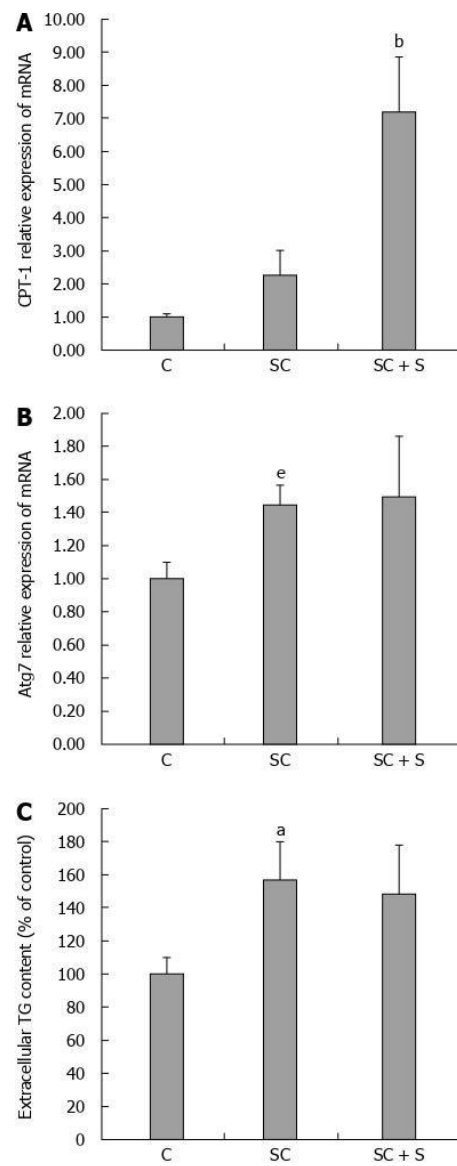 A
CPT-1 relative expression of mRNA
10.00
9.00
8.00
7.00
6.00
5.00
4.00
3.00
2.00
1.00
0.00
b
C SC SC + S
B
Atg7 relative expression of mRNA
2.00
1.80
1.60
1.40
1.20
1.00
0.80
0.60
0.40
0.20
0.00
e
C SC SC + S
C
Extracellular TG content (% of control)
200
180
160
140
120
100
80
60
40
20
0
a
C SC SC + S